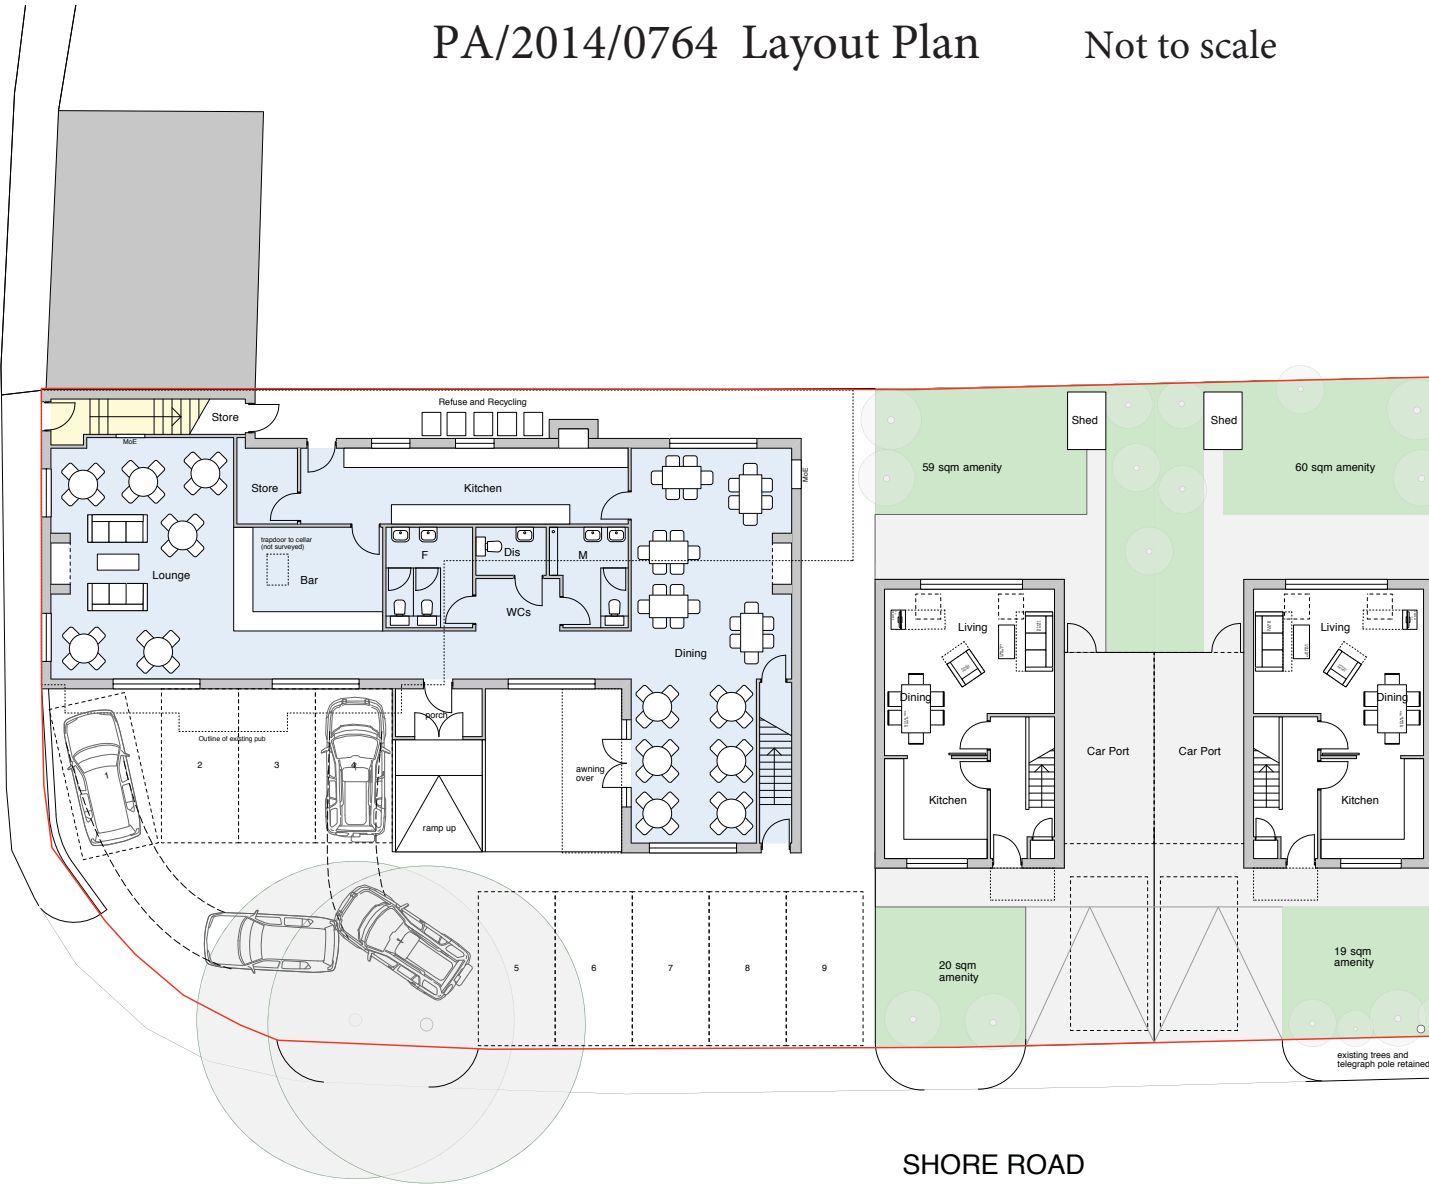 PA/2014/0764 Layout Plan
Not to scale
Refuse and Recycling
Store
MoE
Shed
Shed
59 sqm amenity
60 sqm amenity
MoE
Store
Kitchen
trapdoor to cellar
(not surveyed)
F
Dis
M
Lounge
Bar
WCs
Living
Living
Dining
Dining
Dining
porch
Outline of existing pub
1
2
3
4
awning
over
Car Port
Car Port
Kitchen
Kitchen
ramp up
5
6
7
8
9
20 sqm
amenity
19 sqm
amenity
existing trees and
telegraph pole retained
SHORE ROAD